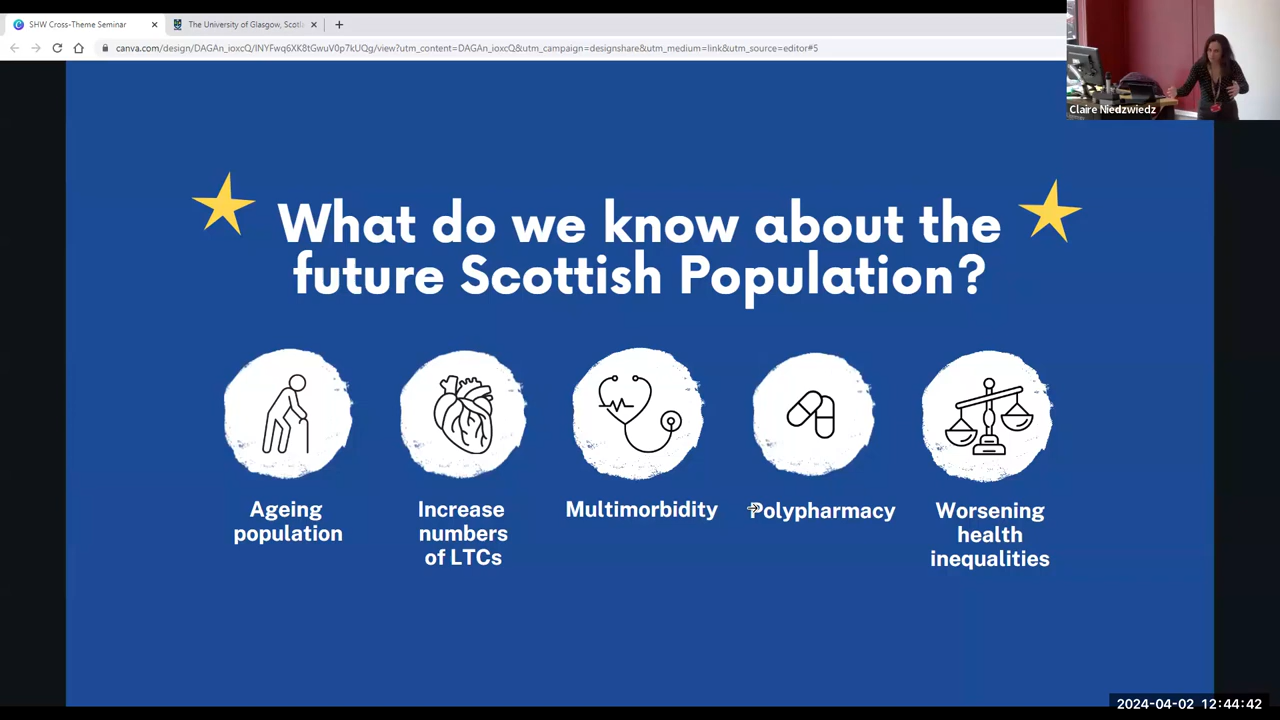 SHW Cross-Theme Seminar
The University of Glasgow, Scotl
canva.com/design/DAGAn_ioxcQ/INYFwq6XK8tGwuV0p7kUQg/view?utm_content=DAGAn_ioxcQ&utm_campaign=designshare&utm_medium=link&utm_source=editor#5
Claire Niedzwiedz
What do we know about the
future Scottish Population?
Ageing
population
Increase
numbers
of LTCs
Multimorbidity
Polypharmacy
Worsening
health
inequalities
2024-04-02 12:44:42